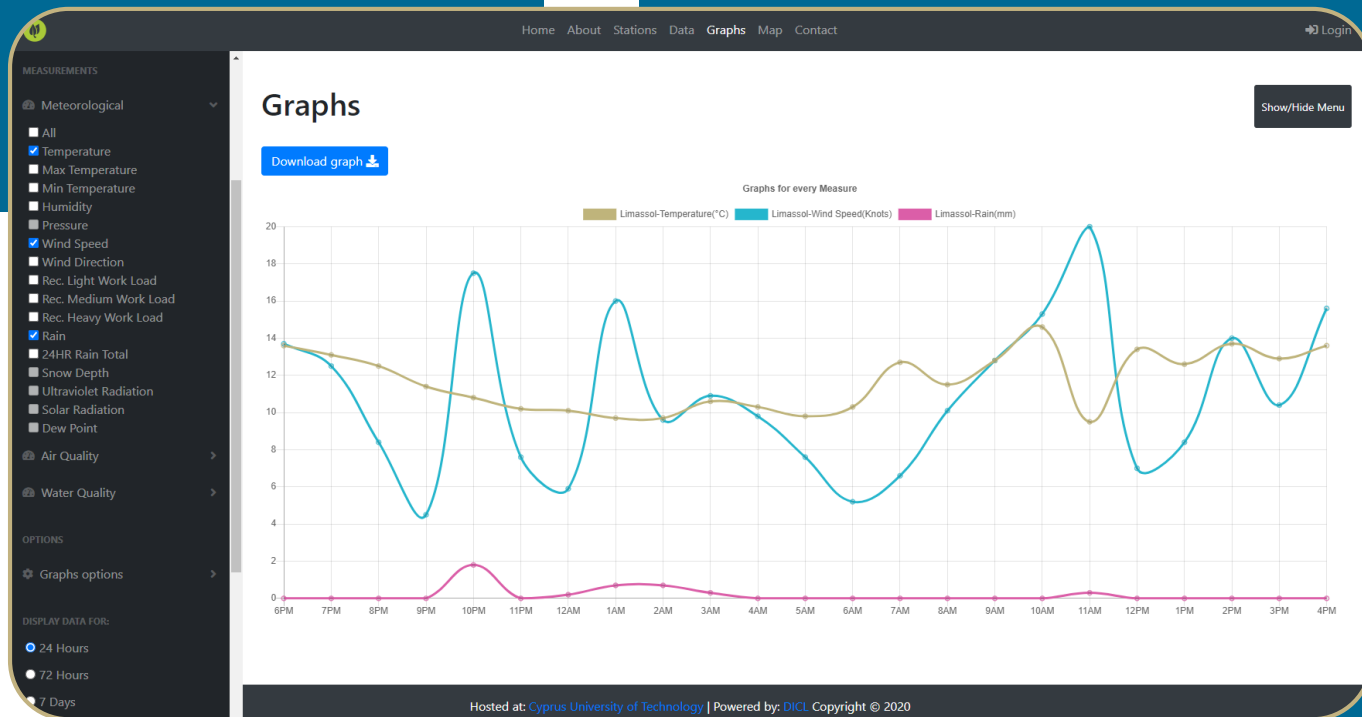 Home About Stations Data Graphs Map Contact
Login
MEASUREMENTS
Meteorological
All
Temperature
Max Temperature
Min Temperature
Humidity
Pressure
Wind Speed
Wind Direction
Rec. Light Work Load
Rec. Medium Work Load
Rec. Heavy Work Load
Rain
24HR Rain Total
Snow Depth
Ultraviolet Radiation
Solar Radiation
Dew Point
Air Quality
Water Quality
OPTIONS
Graphs options
DISPLAY DATA FOR:
24 Hours
72 Hours
7 Days
Graphs
Show/Hide Menu
Download graph
Graphs for every Measure
Limassol-Temperature(°C) Limassol-Wind Speed(Knots) Limassol-Rain(mm)
20
18
16
14
12
10
8
6
4
2
0
6PM 7PM 8PM 9PM 10PM 11PM 12AM 1AM 2AM 3AM 4AM 5AM 6AM 7AM 8AM 9AM 10AM 11AM 12PM 1PM 2PM 3PM 4PM
Hosted at: Cyprus University of Technology | Powered by: DICL Copyright © 2020